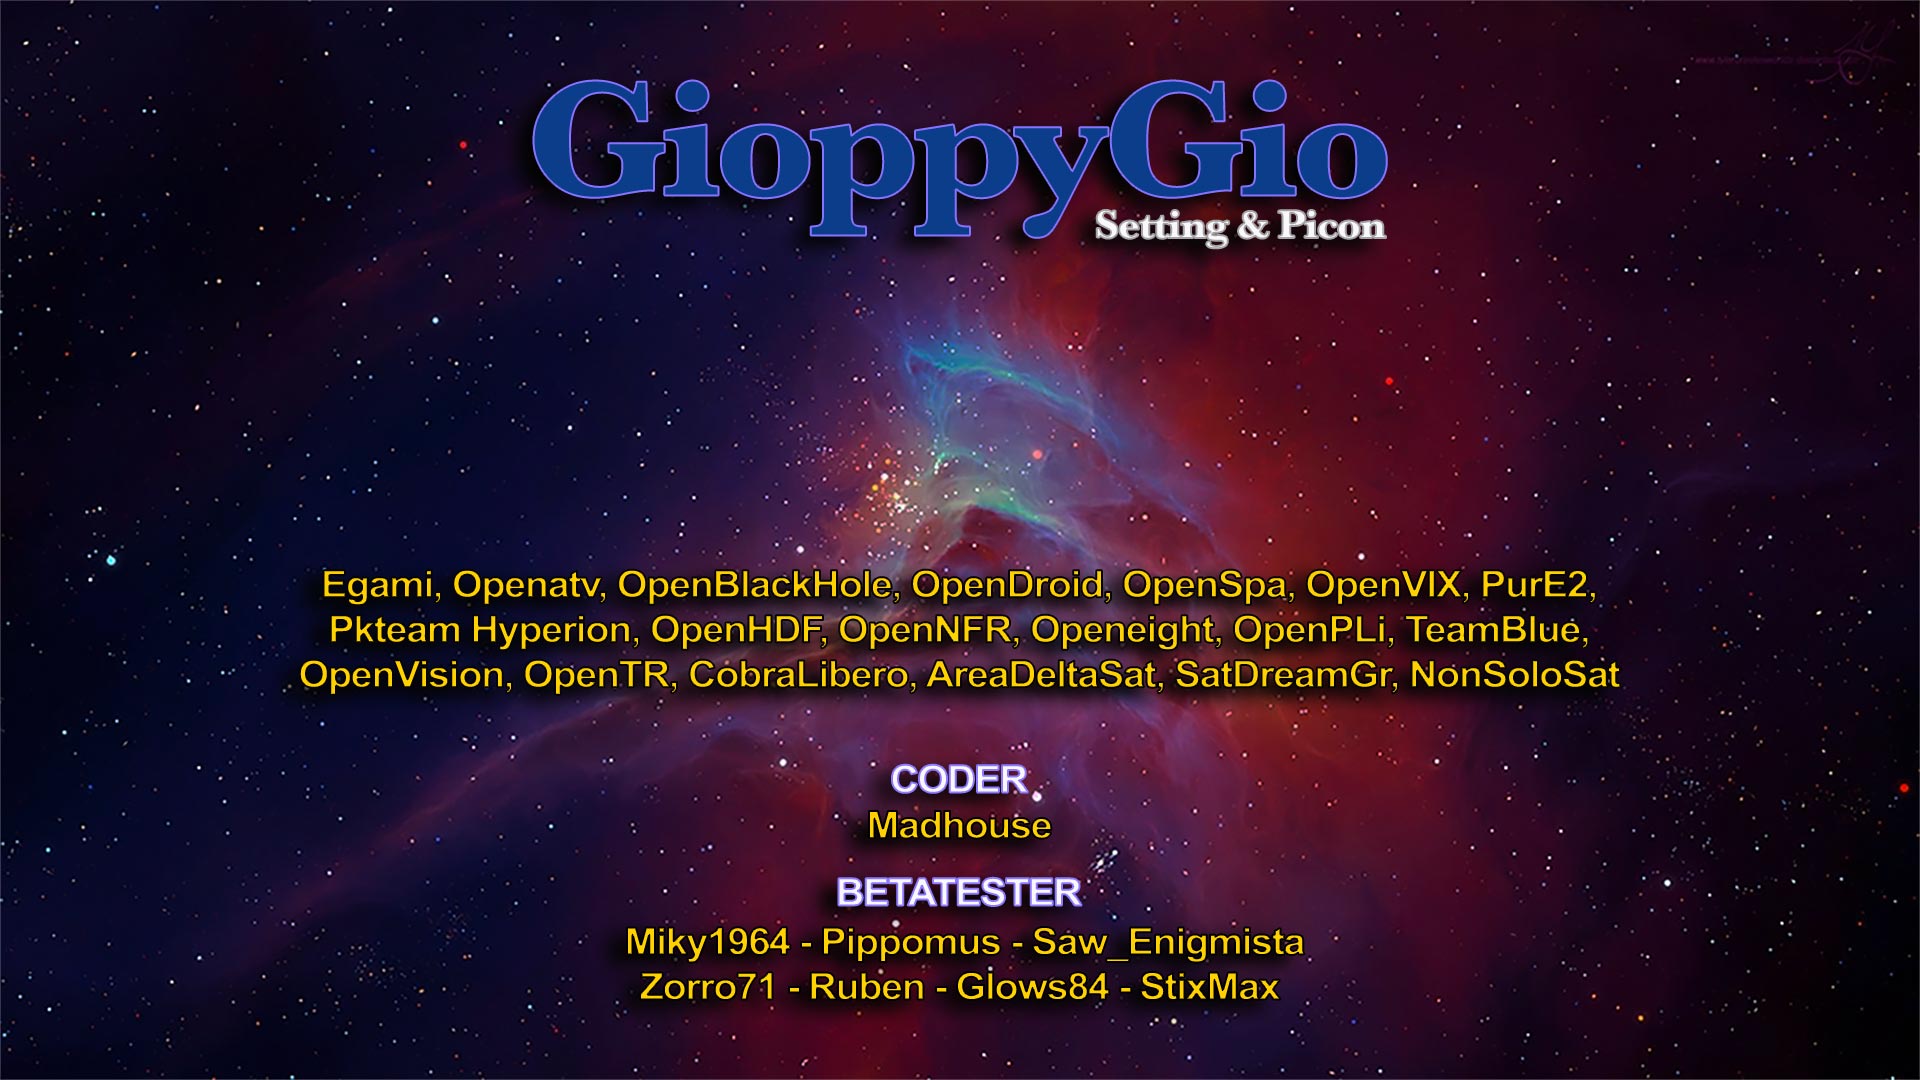 GioppyGio
Setting & Picon
Egami, Openatv, OpenBlackHole, OpenDroid, OpenSpa, OpenVIX, PurE2,
Pkteam Hyperion, OpenHDF, OpenNFR, Openeight, OpenPLi, TeamBlue,
OpenVision, OpenTR, CobraLibero, AreaDeltaSat, SatDreamGr, NonSoloSat
CODER
Madhouse
BETATESTER
Miky1964 - Pippomus - Saw_Enigmista
Zorro71 - Ruben - Glows84 - StixMax